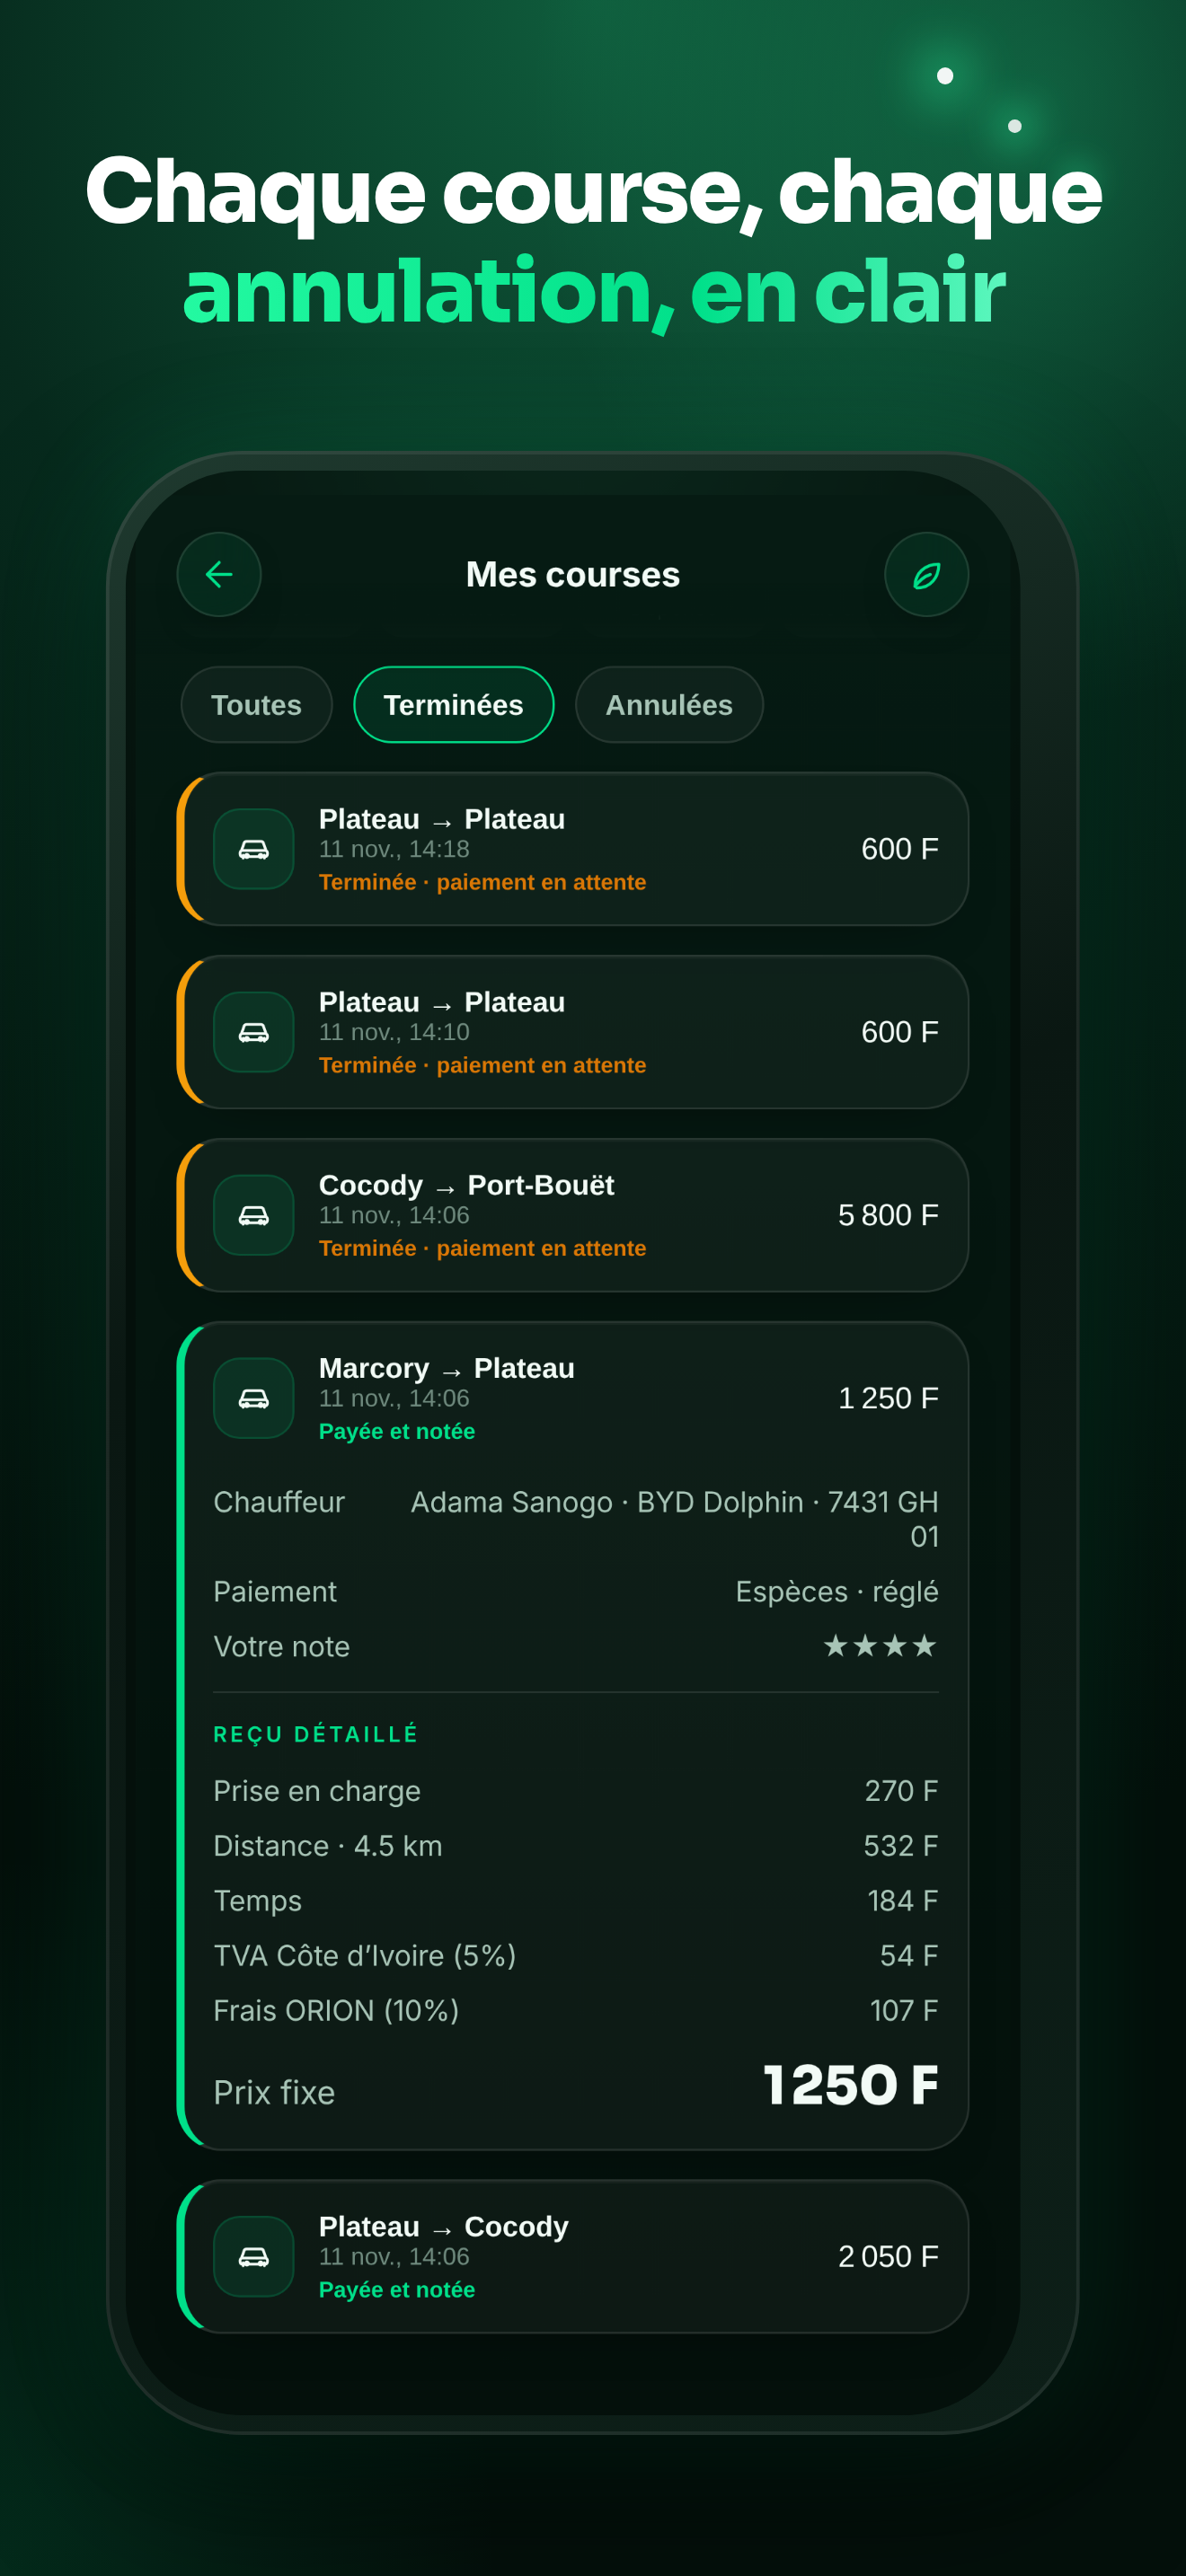 Chaque course, chaque
annulation, en clair
Mes courses
Toutes Terminées Annulées
Plateau → Plateau
11 nov., 14:18
Terminée · paiement en attente
600 F
Plateau → Plateau
11 nov., 14:10
Terminée · paiement en attente
600 F
Cocody → Port-Bouët
11 nov., 14:06
Terminée · paiement en attente
5 800 F
Marcory → Plateau
11 nov., 14:06
Payée et notée
1 250 F
Chauffeur Adama Sanogo · BYD Dolphin · 7431 GH
01
Paiement Espèces · réglé
Votre note ★★★★
REÇU DÉTAILLÉ
Prise en charge 270 F
Distance · 4.5 km 532 F
Temps 184 F
TVA Côte d’Ivoire (5%) 54 F
Frais ORION (10%) 107 F
Prix fixe 1 250 F
Plateau → Cocody
11 nov., 14:06
Payée et notée
2 050 F